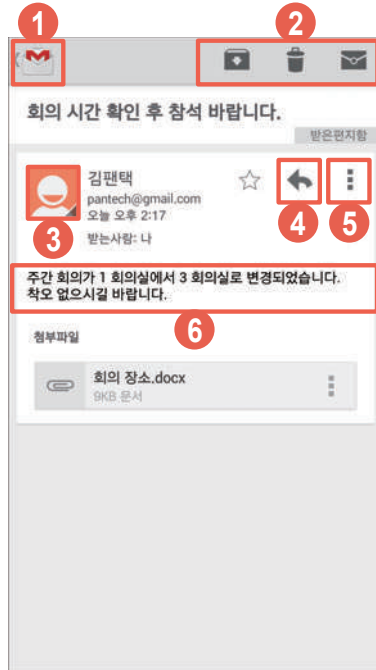 1
2
회의 시간 확인 후 참석 바랍니다.
받은편지함
김팬택
pantech@gmail.com
오늘 오후 2:17
받는사람: 나
3
4
5
주간 회의가 1 회의실에서 3 회의실로 변경되었습니다.
착오 없으시길 바랍니다.
6
첨부파일
회의 장소.docx
9KB 문서